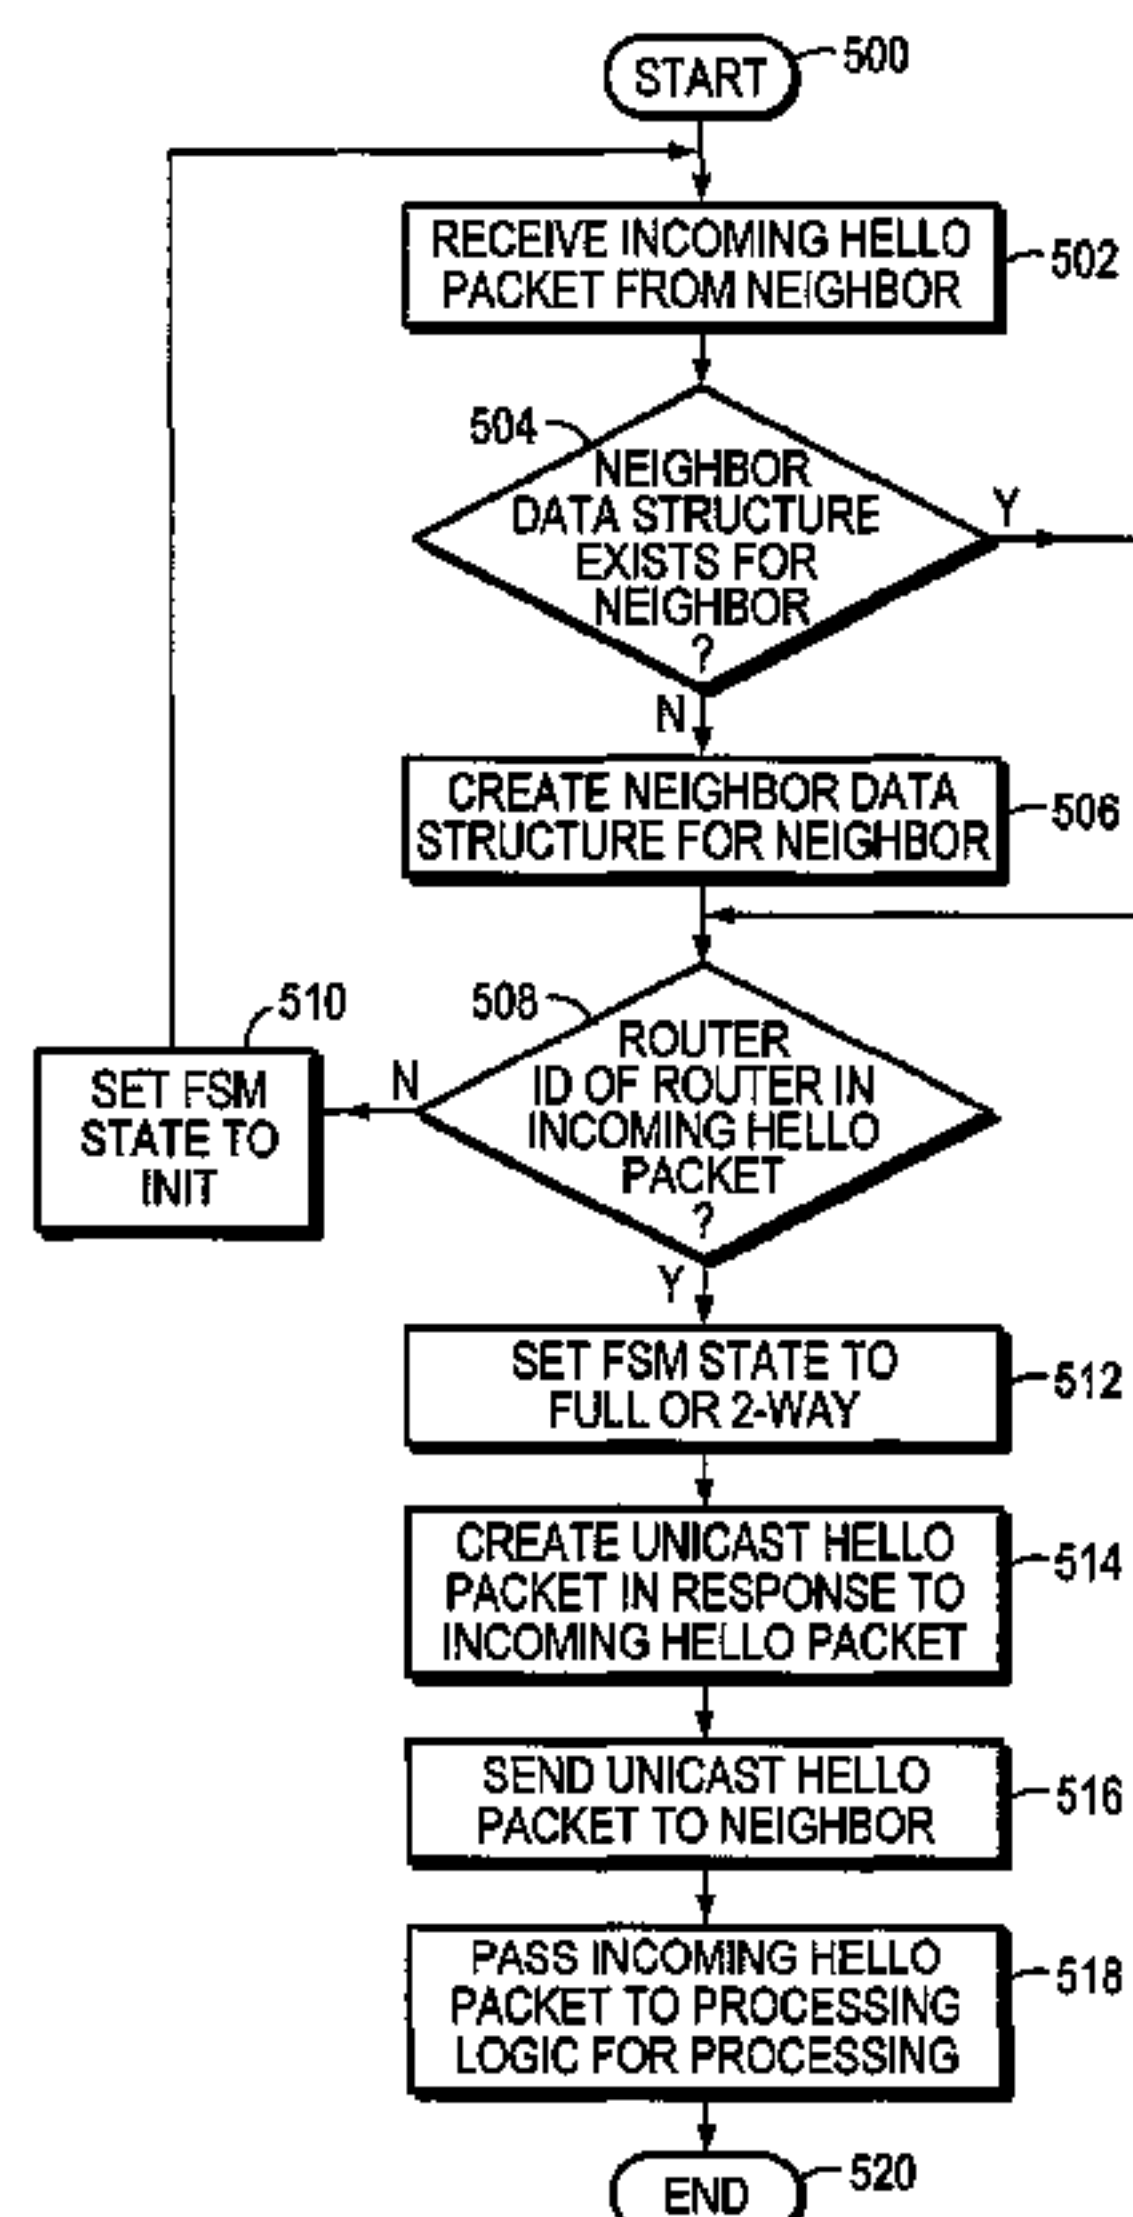 START
500
RECEIVE INCOMING HELLO
PACKET FROM NEIGHBOR
502
504
NEIGHBOR
DATA STRUCTURE
EXISTS FOR
NEIGHBOR
?
Y
N
CREATE NEIGHBOR DATA
STRUCTURE FOR NEIGHBOR
506
508
ROUTER
ID OF ROUTER IN
INCOMING HELLO
PACKET
?
N
510
SET FSM
STATE TO
INIT
Y
SET FSM STATE TO
FULL OR 2-WAY
512
CREATE UNICAST HELLO
PACKET IN RESPONSE TO
INCOMING HELLO PACKET
514
SEND UNICAST HELLO
PACKET TO NEIGHBOR
516
PASS INCOMING HELLO
PACKET TO PROCESSING
LOGIC FOR PROCESSING
518
END
520